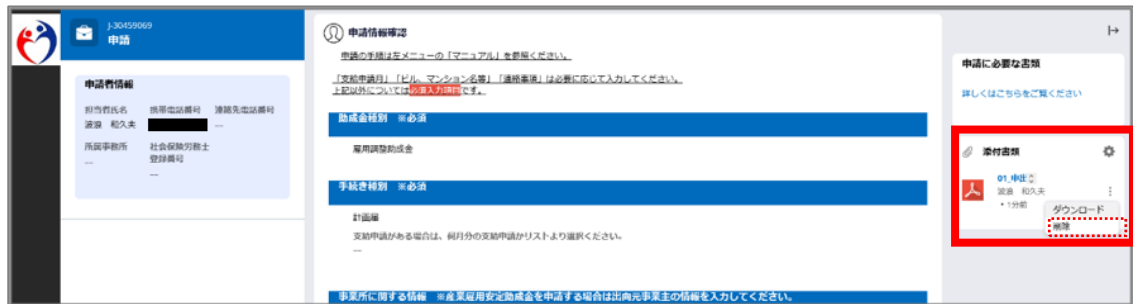 J-30459069
申請
申請者情報
担当者氏名 携帯電話番号 連絡先電話番号
波浪 和久夫 ---
所属事務所 社会保険労務士
登録番号
---
---
申請情報確認
申請の手順は左メニューの「マニュアル」を参照ください。
「支給申請月」「ビル、マンション名等」「連絡事項」は必要に応じて入力してください。
上記以外については必須入力項目です。
助成金種別 ※必須
雇用調整助成金
手続き種別 ※必須
計画届
支給申請がある場合は、何月分の支給申請かリストより選択ください。
---
事業所に関する情報 ※産業雇用安定助成金を申請する場合は出向元事業主の情報を入力してください。
申請に必要な書類
詳しくはこちらをご覧ください
添付書類
01_申請
波浪 和久夫
• 1分前
ダウンロード
削除